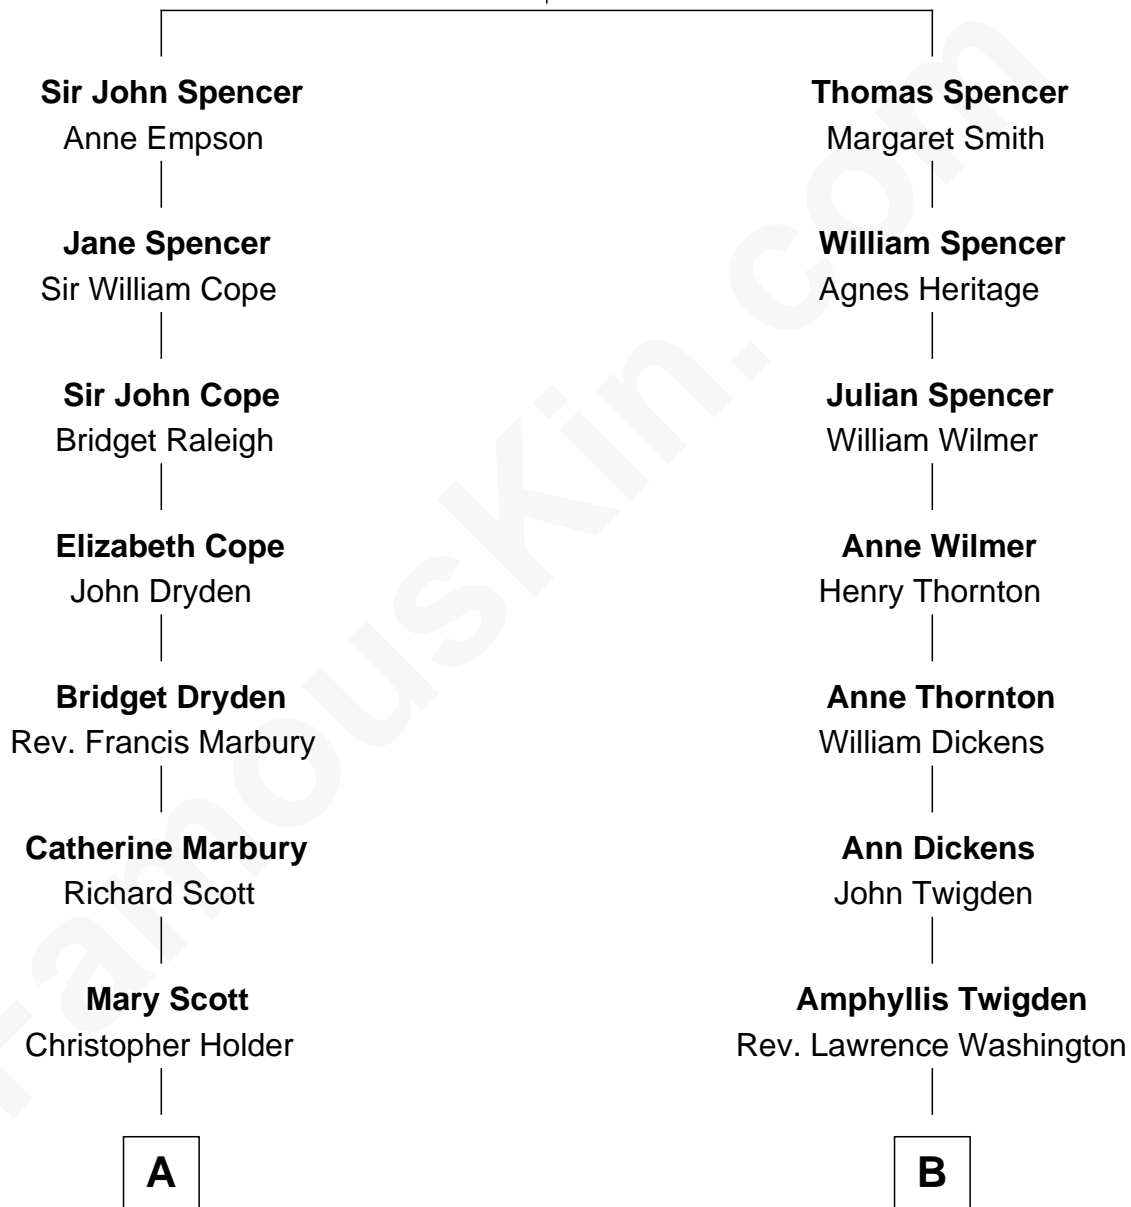 Sir John Spencer
Anne Empson
Jane Spencer
Sir William Cope
Sir John Cope
Bridget Raleigh
Elizabeth Cope
John Dryden
Bridget Dryden
Rev. Francis Marbury
Catherine Marbury
Richard Scott
Mary Scott
Christopher Holder
A
Thomas Spencer
Margaret Smith
William Spencer
Agnes Heritage
Julian Spencer
William Wilmer
Anne Wilmer
Henry Thornton
Anne Thornton
William Dickens
Ann Dickens
John Twigden
Amphyllis Twigden
Rev. Lawrence Washington
B
FamousKin.com